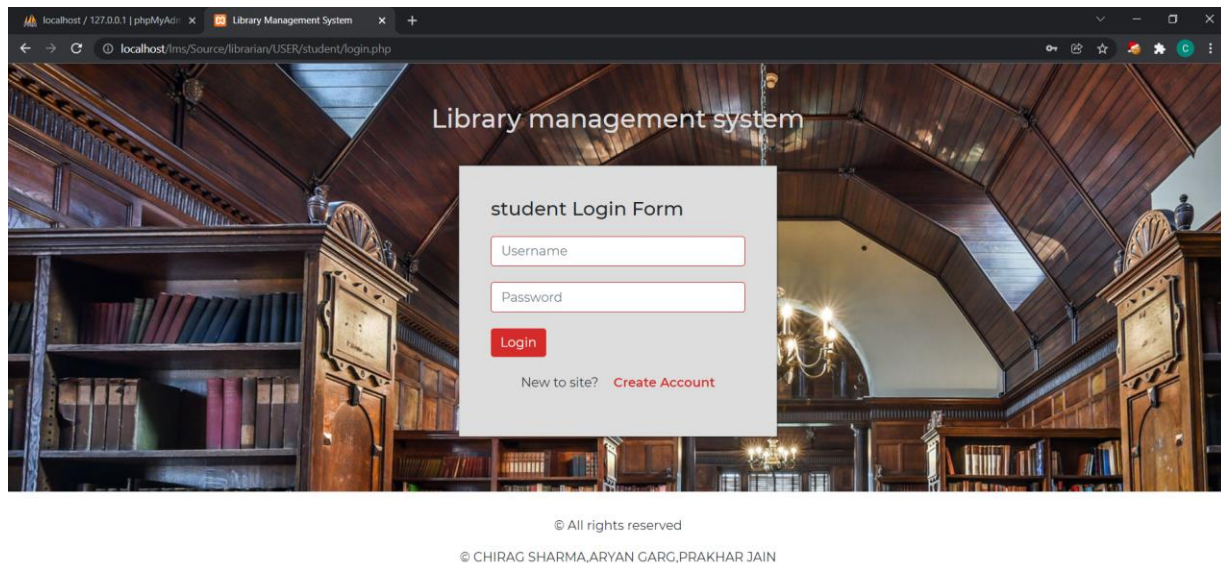 localhost / 127.0.0.1 | phpMyAdn
Library Management System
localhost/lms/Source/librarian/USER/student/login.php
C
Library management system
student Login Form
Username
Password
Login
New to site? Create Account
© All rights reserved
© CHIRAG SHARMA,ARYAN GARG,PRAKHAR JAIN